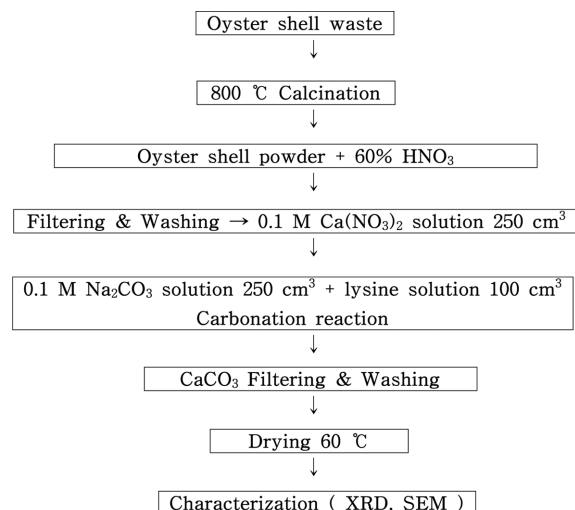 Oyster shell waste
↓
800 ℃ Calcination
↓
Oyster shell powder + 60% HNO₃
↓
Filtering & Washing → 0.1 M Ca(NO₃)₂ solution 250 cm³
↓
0.1 M Na₂CO₃ solution 250 cm³ + lysine solution 100 cm³
Carbonation reaction
↓
CaCO₃ Filtering & Washing
↓
Drying 60 ℃
↓
Characterization ( XRD, SEM )